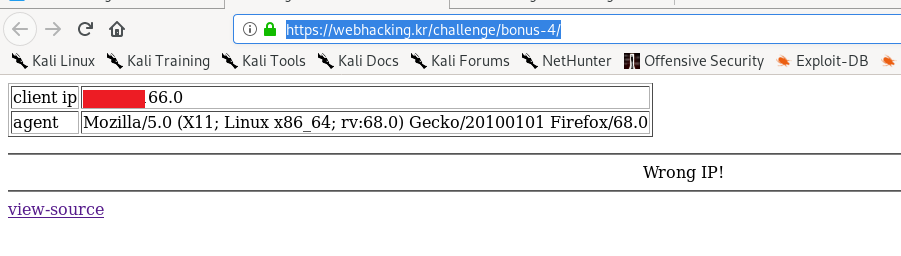 https://webhacking.kr/challenge/bonus-4/
Kali Linux Kali Training Kali Tools Kali Docs Kali Forums NetHunter Offensive Security Exploit-DB
client ip .66.0
agent Mozilla/5.0 (X11; Linux x86_64; rv:68.0) Gecko/20100101 Firefox/68.0
Wrong IP!
view-source